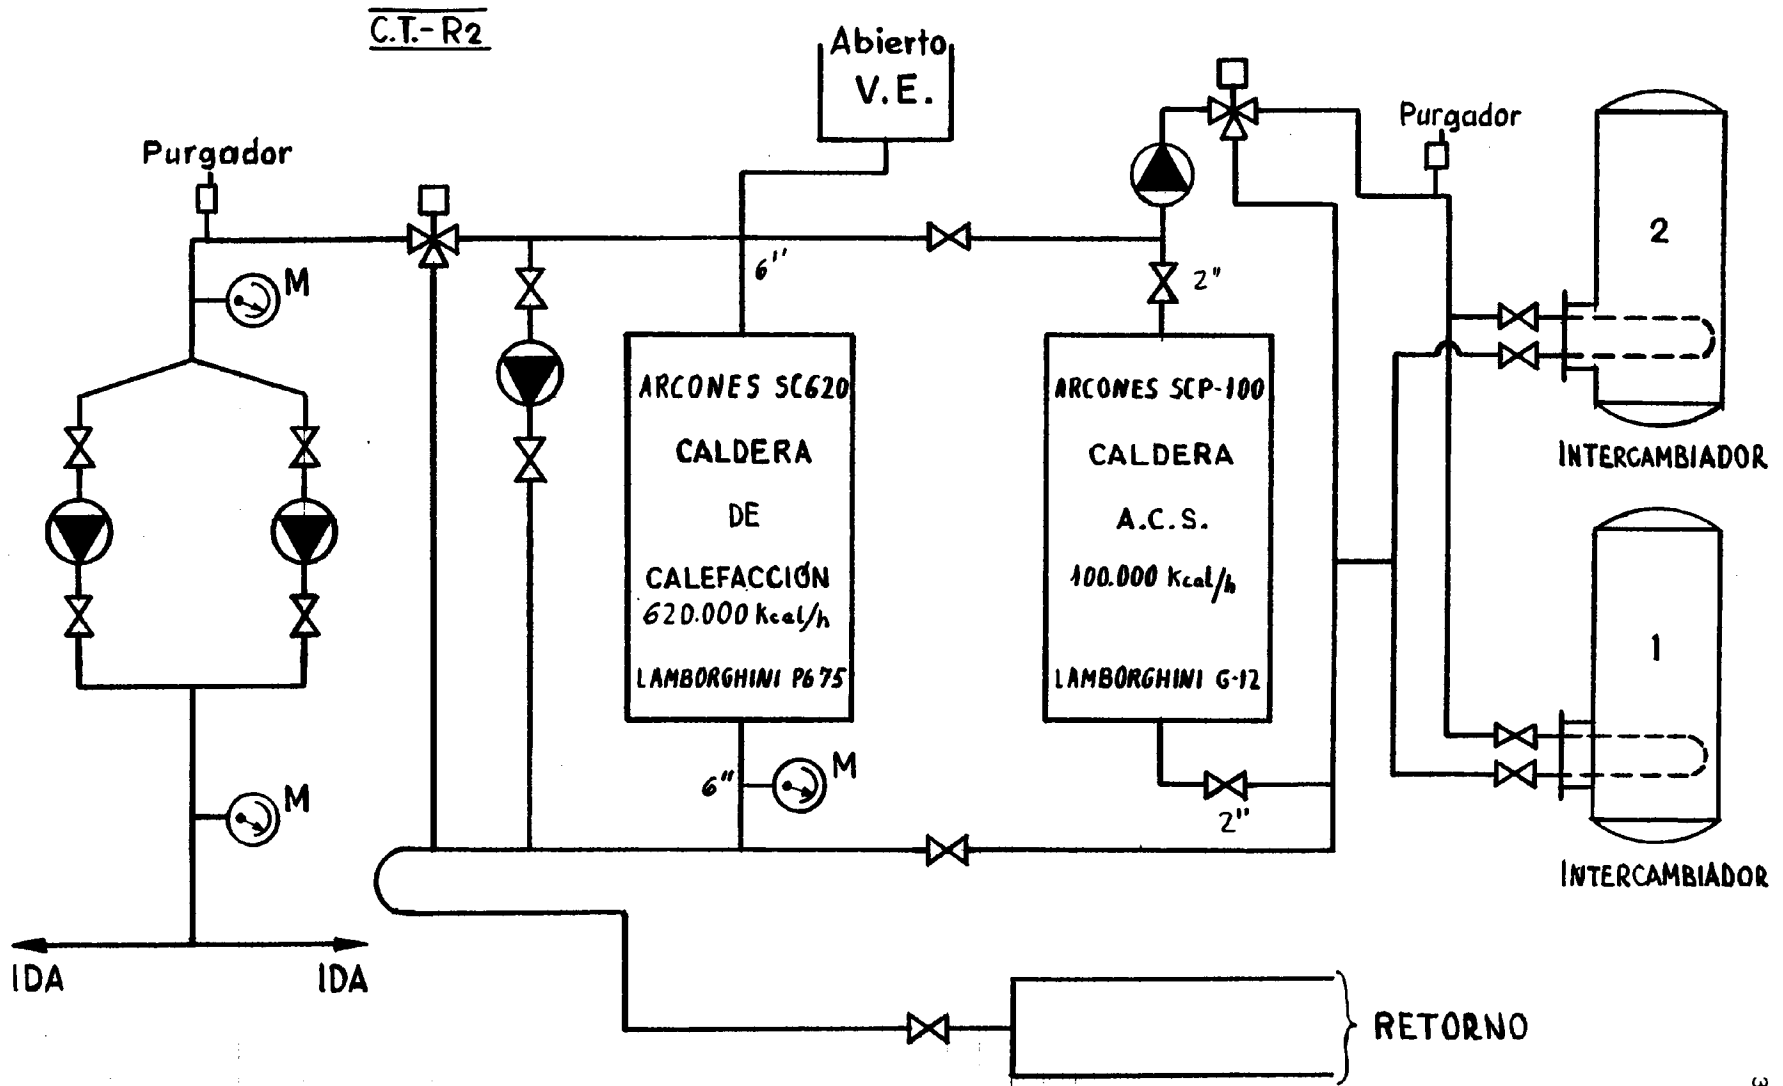 C.T.-R2
Abierto
V.E.
Purgador
Purgador
M
6"
2"
2
ARCONES SC620
CALDERA
DE
CALEFACCIÓN
620.000 Kcal/h
LAMBORGHINI PG75
ARCONES SCP-100
CALDERA
A.C.S.
100.000 Kcal/h
LAMBORGHINI G-12
INTERCAMBIADOR
1
6"
M
2"
M
INTERCAMBIADOR
IDA
IDA
RETORNO